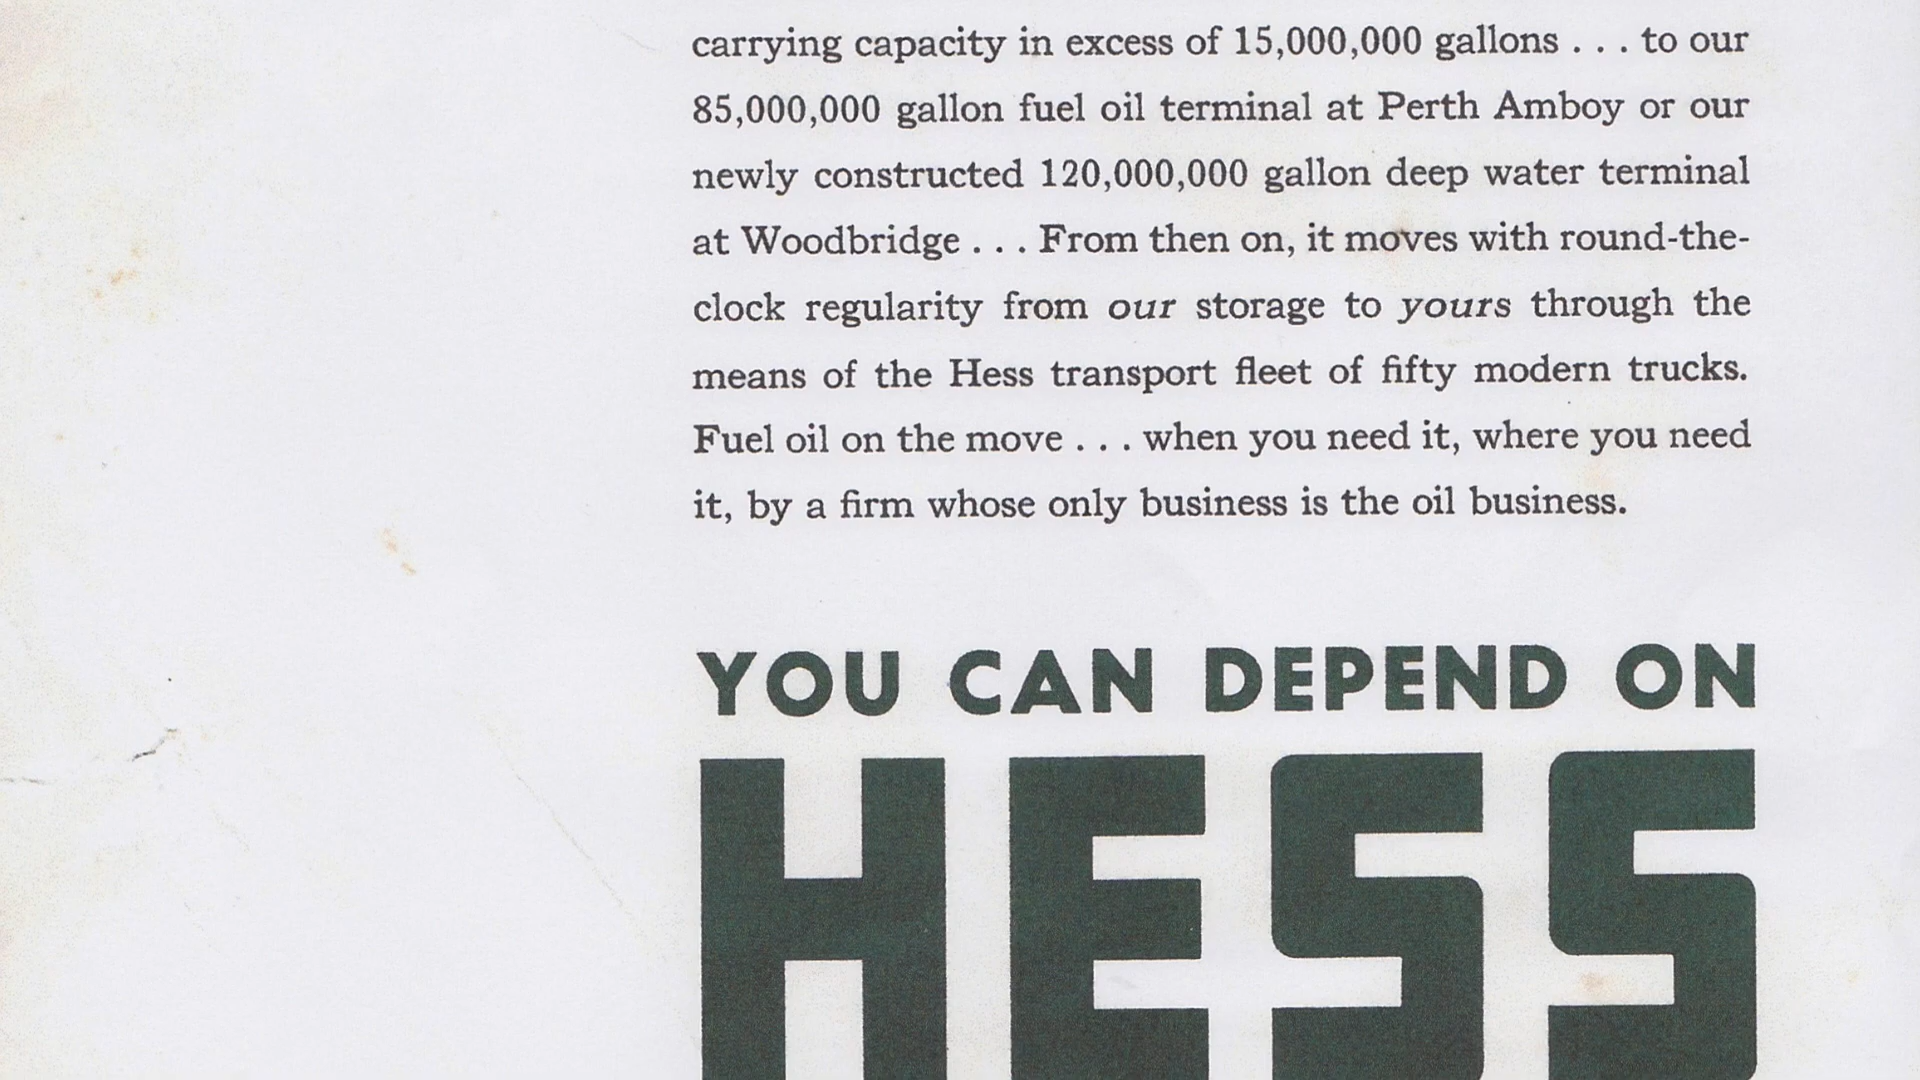 carrying capacity in excess of 15,000,000 gallons . . . to our
85,000,000 gallon fuel oil terminal at Perth Amboy or our
newly constructed 120,000,000 gallon deep water terminal
at Woodbridge . . . From then on, it moves with round-the-
clock regularity from our storage to yours through the
means of the Hess transport fleet of fifty modern trucks.
Fuel oil on the move . . . when you need it, where you need
it, by a firm whose only business is the oil business.
YOU CAN DEPEND ON
HESS